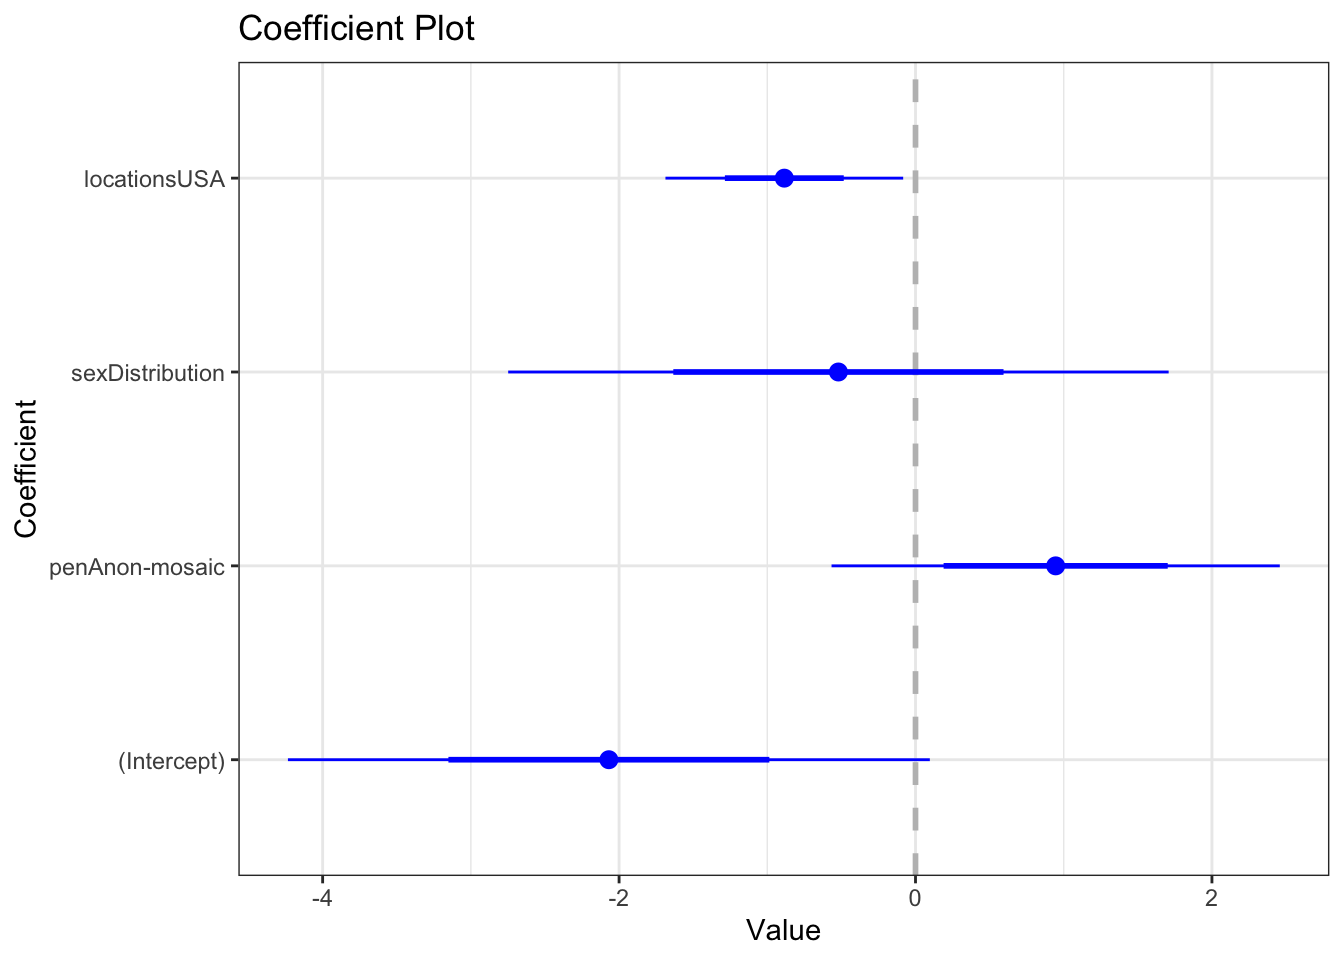 Coefficient Plot
locationsUSA
sexDistribution
penAnon-mosaic
(Intercept)
Coefficient
-4
-2
0
2
Value